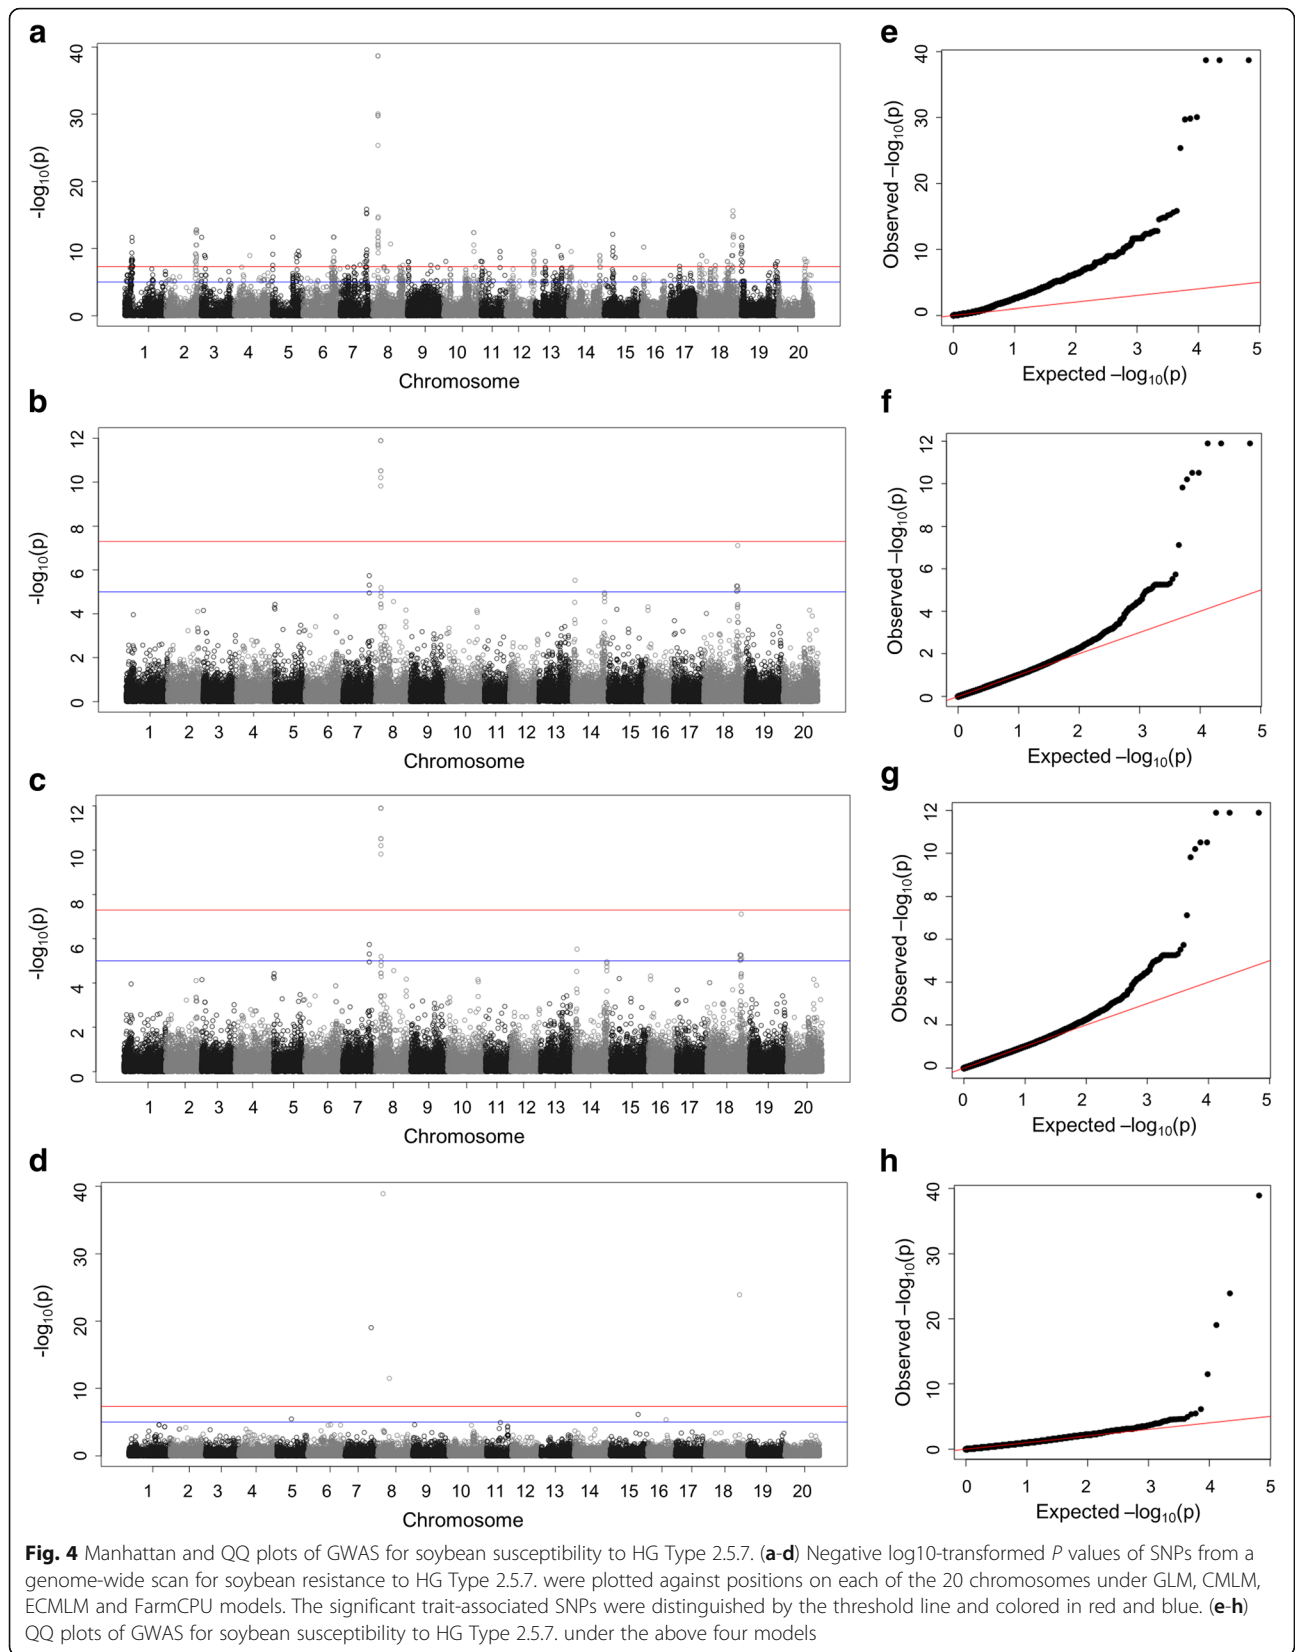 a
40
30
20
10
0
-log10(p)
1 2 3 4 5 6 7 8 9 10 11 12 13 14 15 16 17 18 19 20
Chromosome
e
40
30
20
10
0
Observed –log10(p)
0 1 2 3 4 5
Expected –log10(p)
b
12
10
8
6
4
2
0
-log10(p)
1 2 3 4 5 6 7 8 9 10 11 12 13 14 15 16 17 18 19 20
Chromosome
f
12
10
8
6
4
2
0
Observed –log10(p)
0 1 2 3 4 5
Expected –log10(p)
c
12
10
8
6
4
2
0
-log10(p)
1 2 3 4 5 6 7 8 9 10 11 12 13 14 15 16 17 18 19 20
Chromosome
g
12
10
8
6
4
2
0
Observed –log10(p)
0 1 2 3 4 5
Expected –log10(p)
d
40
30
20
10
0
-log10(p)
1 2 3 4 5 6 7 8 9 10 11 12 13 14 15 16 17 18 19 20
Chromosome
h
40
30
20
10
0
Observed –log10(p)
0 1 2 3 4 5
Expected –log10(p)
Fig. 4 Manhattan and QQ plots of GWAS for soybean susceptibility to HG Type 2.5.7. (a-d) Negative log10-transformed P values of SNPs from a
genome-wide scan for soybean resistance to HG Type 2.5.7. were plotted against positions on each of the 20 chromosomes under GLM, CMLM,
ECMLM and FarmCPU models. The significant trait-associated SNPs were distinguished by the threshold line and colored in red and blue. (e-h)
QQ plots of GWAS for soybean susceptibility to HG Type 2.5.7. under the above four models